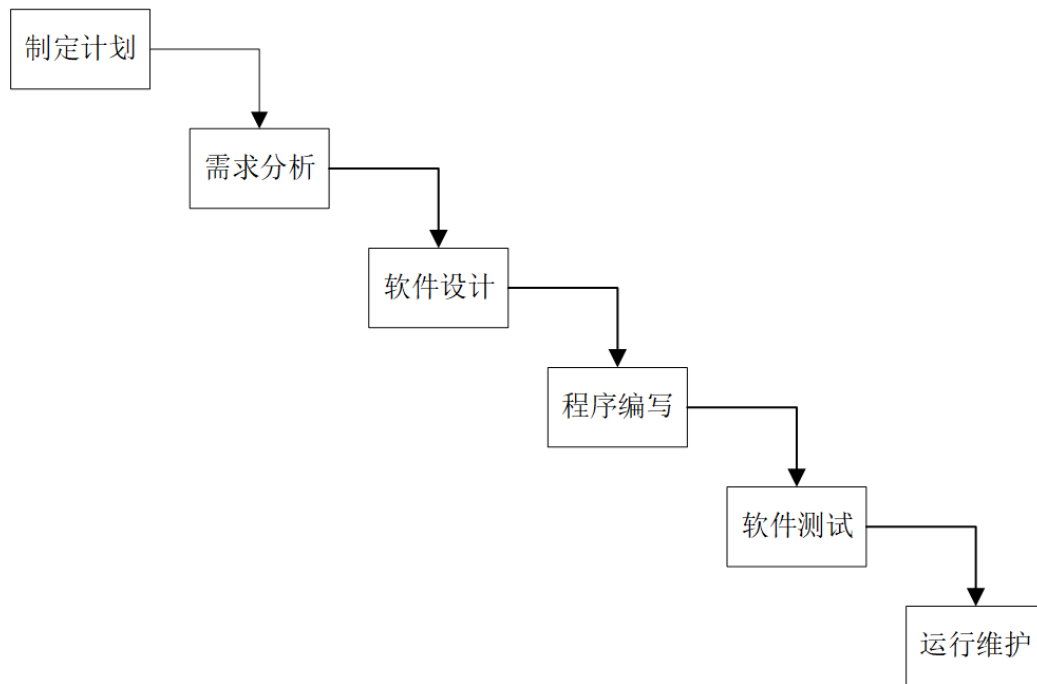 制定计划
需求分析
软件设计
程序编写
软件测试
运行维护